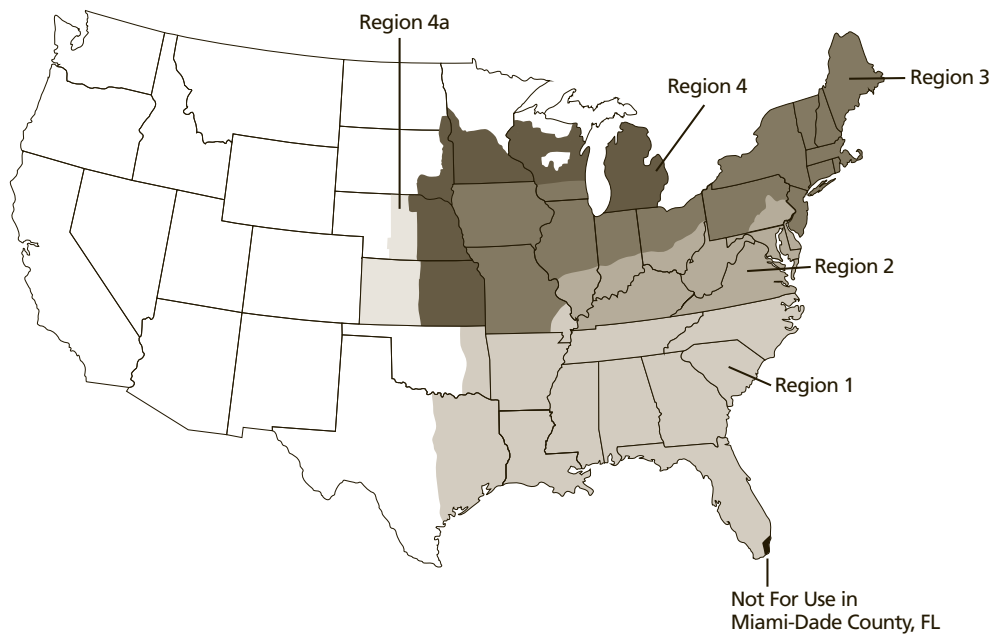 Region 4a
Region 4
Region 3
Region 2
Region 1
Not For Use in
Miami-Dade County, FL